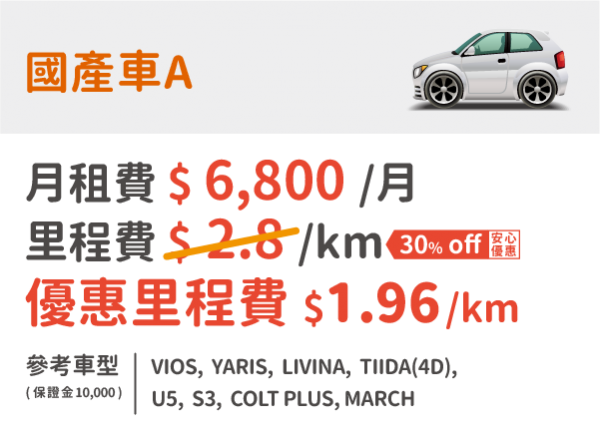 國產車A
月租費 $ 6,800 /月
里程費 $ 2.8 /km 30% off 安心優惠
優惠里程費 $1.96/km
參考車型
(保證金10,000)
VIOS, YARIS, LIVINA, TIIDA(4D),
U5, S3, COLT PLUS, MARCH